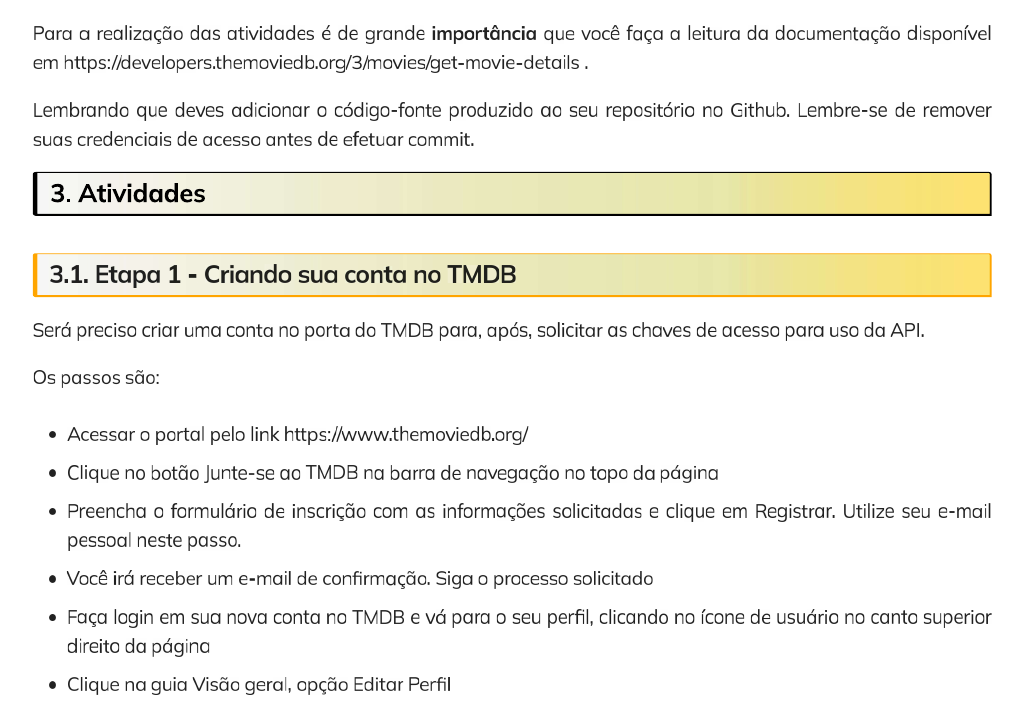 Para a realização das atividades é de grande importância que você faça a leitura da documentação disponível
em https://developers.themoviedb.org/3/movies/get-movie-details .
Lembrando que deves adicionar o código-fonte produzido ao seu repositório no Github. Lembre-se de remover
suas credenciais de acesso antes de efetuar commit.
3. Atividades
3.1. Etapa 1 - Criando sua conta no TMDB
Será preciso criar uma conta no porta do TMDB para, após, solicitar as chaves de acesso para uso da API.
Os passos são:
• Acessar o portal pelo link https://www.themoviedb.org/
• Clique no botão Junte-se ao TMDB na barra de navegação no topo da página
• Preencha o formulário de inscrição com as informações solicitadas e clique em Registrar. Utilize seu e-mail
pessoal neste passo.
• Você irá receber um e-mail de confirmação. Siga o processo solicitado
• Faça login em sua nova conta no TMDB e vá para o seu perfil, clicando no ícone de usuário no canto superior
direito da página
• Clique na guia Visão geral, opção Editar Perfil